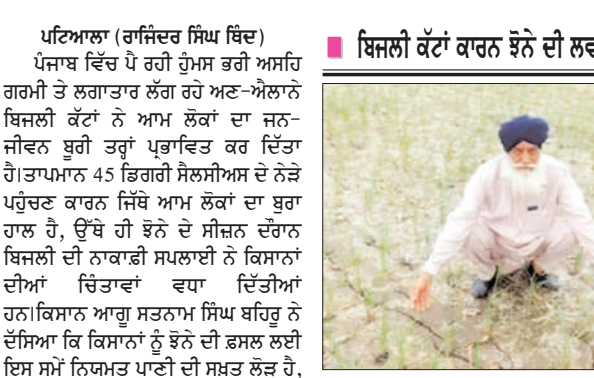 ਪਟਿਆਲਾ (ਰਾਜਿੰਦਰ ਸਿੰਘ ਥਿੰਦ)
ਪੰਜਾਬ ਵਿੱਚ ਪੈ ਰਹੀ ਹੁੰਮਸ ਭਰੀ ਅਸਹਿ
ਗਰਮੀ ਤੇ ਲਗਾਤਾਰ ਲੱਗ ਰਹੇ ਅਣ-ਐਲਾਨੇ
ਬਿਜਲੀ ਕੱਟਾਂ ਨੇ ਆਮ ਲੋਕਾਂ ਦਾ ਜਨ-
ਜੀਵਨ ਬੁਰੀ ਤਰ੍ਹਾਂ ਪ੍ਰਭਾਵਿਤ ਕਰ ਦਿੱਤਾ
ਹੈ।ਤਾਪਮਾਨ 45 ਡਿਗਰੀ ਸੈਲਸੀਅਸ ਦੇ ਨੇੜੇ
ਪਹੁੰਚਣ ਕਾਰਨ ਜਿੱਥੇ ਆਮ ਲੋਕਾਂ ਦਾ ਬੁਰਾ
ਹਾਲ ਹੈ, ਉੱਥੇ ਹੀ ਝੋਨੇ ਦੇ ਸੀਜ਼ਨ ਦੌਰਾਨ
ਬਿਜਲੀ ਦੀ ਨਾਕਾਫ਼ੀ ਸਪਲਾਈ ਨੇ ਕਿਸਾਨਾਂ
ਦੀਆਂ ਚਿੰਤਾਵਾਂ ਵਧਾ ਦਿੱਤੀਆਂ
ਹਨ।ਕਿਸਾਨ ਆਗੂ ਸਤਨਾਮ ਸਿੰਘ ਬਹਿਰੂ ਨੇ
ਦੱਸਿਆ ਕਿ ਕਿਸਾਨਾਂ ਨੂੰ ਝੋਨੇ ਦੀ ਫ਼ਸਲ ਲਈ
ਇਸ ਸਮੇਂ ਨਿਯਮਤ ਪਾਣੀ ਦੀ ਸਖ਼ਤ ਲੋੜ ਹੈ,
ਬਿਜਲੀ ਕੱਟਾਂ ਕਾਰਨ ਝੋਨੇ ਦੀ